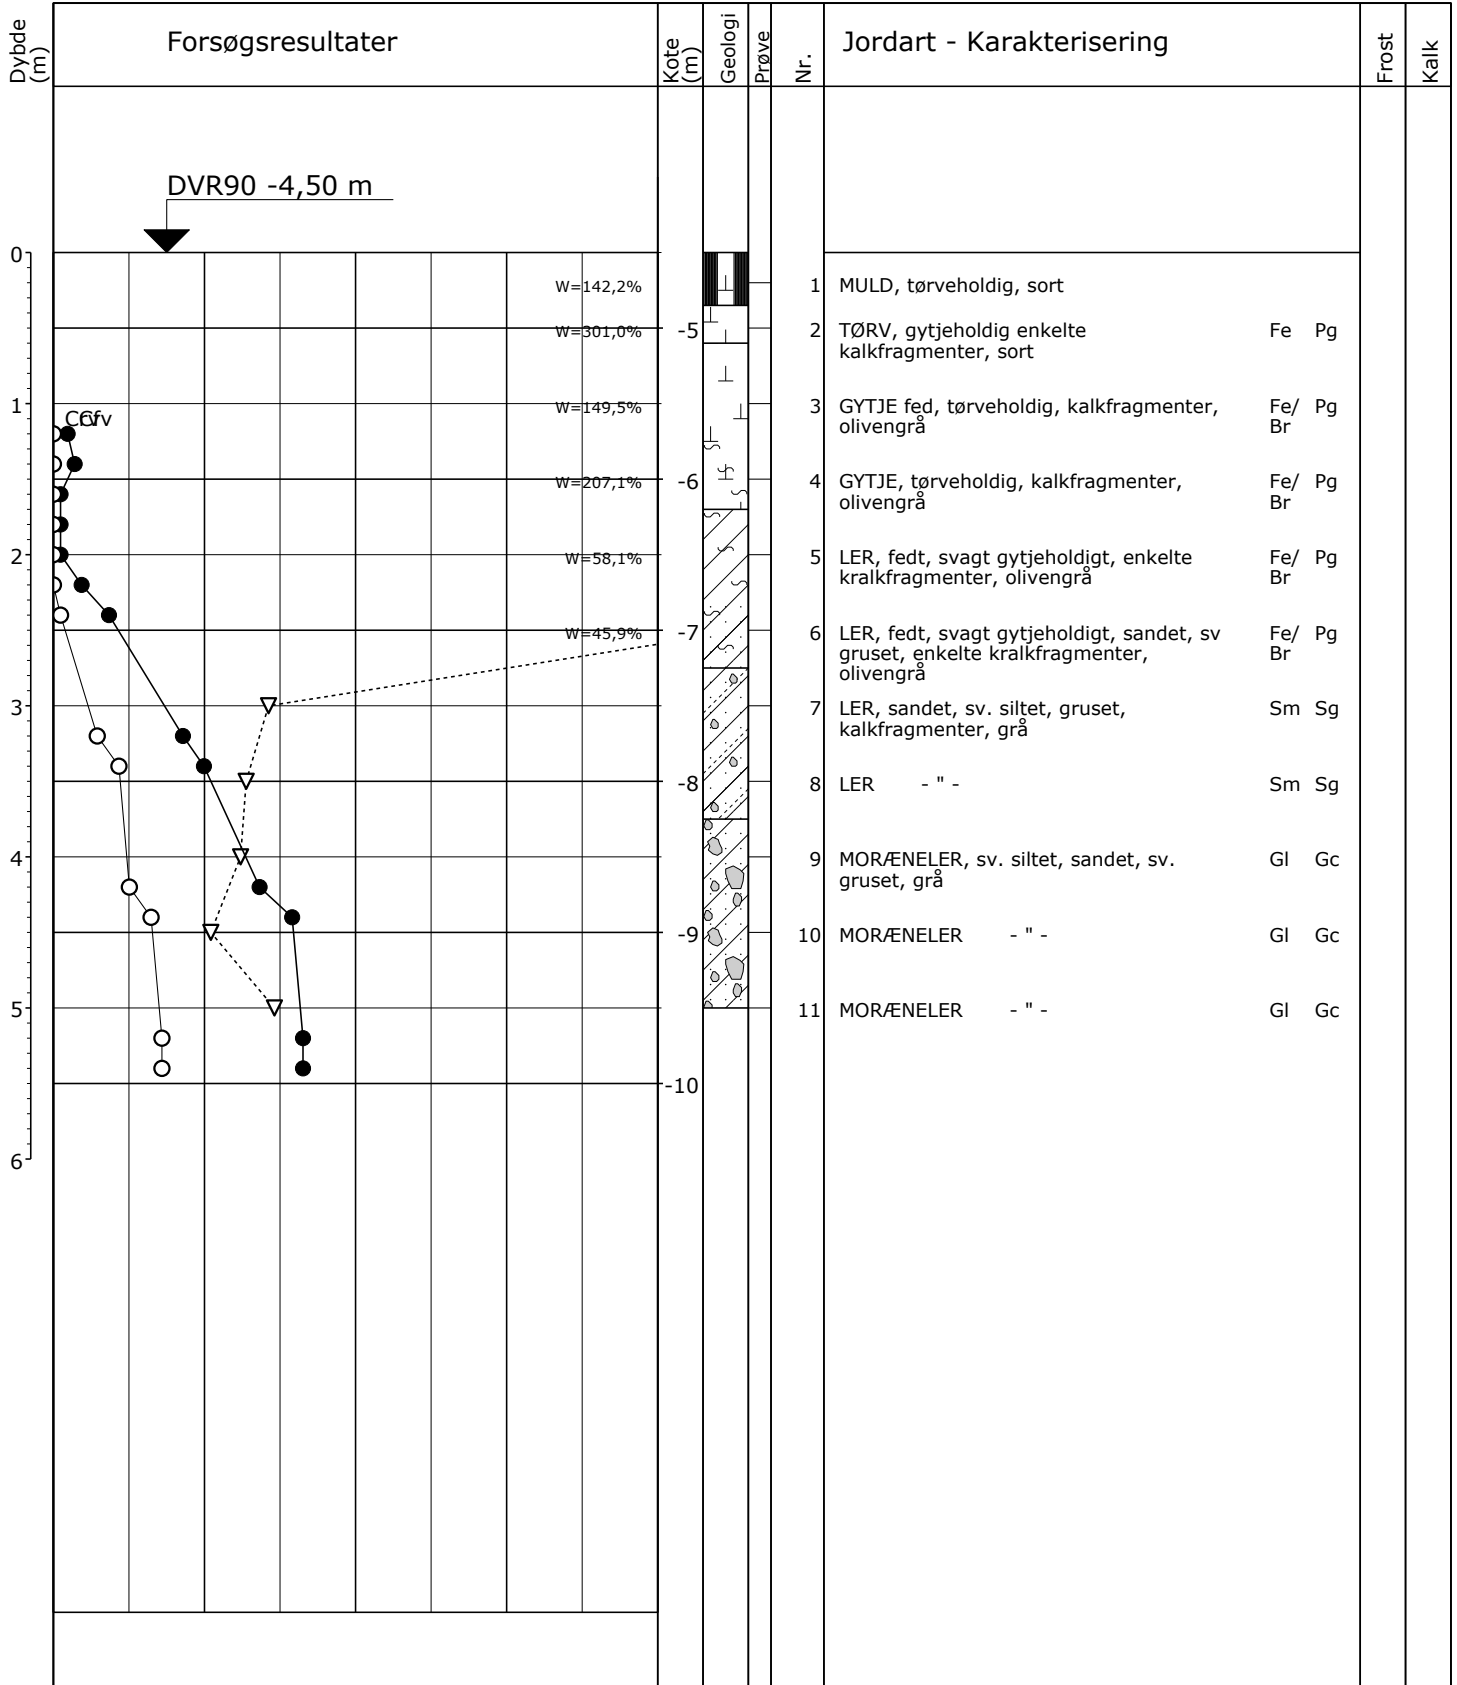 Dybde
(m)
Forsøgsresultater
Kote
(m)
Geologi
Prøve
Nr.
Jordart - Karakterisering
Frost
Kalk
DVR90 -4,50 m
0
W=142,2%
1 MULD, tørveholdig, sort
W=301,0% -5
2 TØRV, gytjeholdig enkelte Fe Pg
kalkfragmenter, sort
1
W=149,5%
3 GYTJE fed, tørveholdig, kalkfragmenter, Fe/ Pg
olivengrå Br
W=207,1% -6
4 GYTJE, tørveholdig, kalkfragmenter, Fe/ Pg
olivengrå Br
2
W=58,1%
5 LER, fedt, svagt gytjeholdigt, enkelte Fe/ Pg
kralkfragmenter, olivengrå Br
W=45,9% -7
6 LER, fedt, svagt gytjeholdigt, sandet, sv Fe/ Pg
gruset, enkelte kralkfragmenter, Br
olivengrå
3
7 LER, sandet, sv. siltet, gruset, Sm Sg
kalkfragmenter, grå
-8
8 LER - " - Sm Sg
4
9 MORÆNELER, sv. siltet, sandet, sv. Gl Gc
gruset, grå
-9
10 MORÆNELER - " - Gl Gc
5
11 MORÆNELER - " - Gl Gc
-10
6